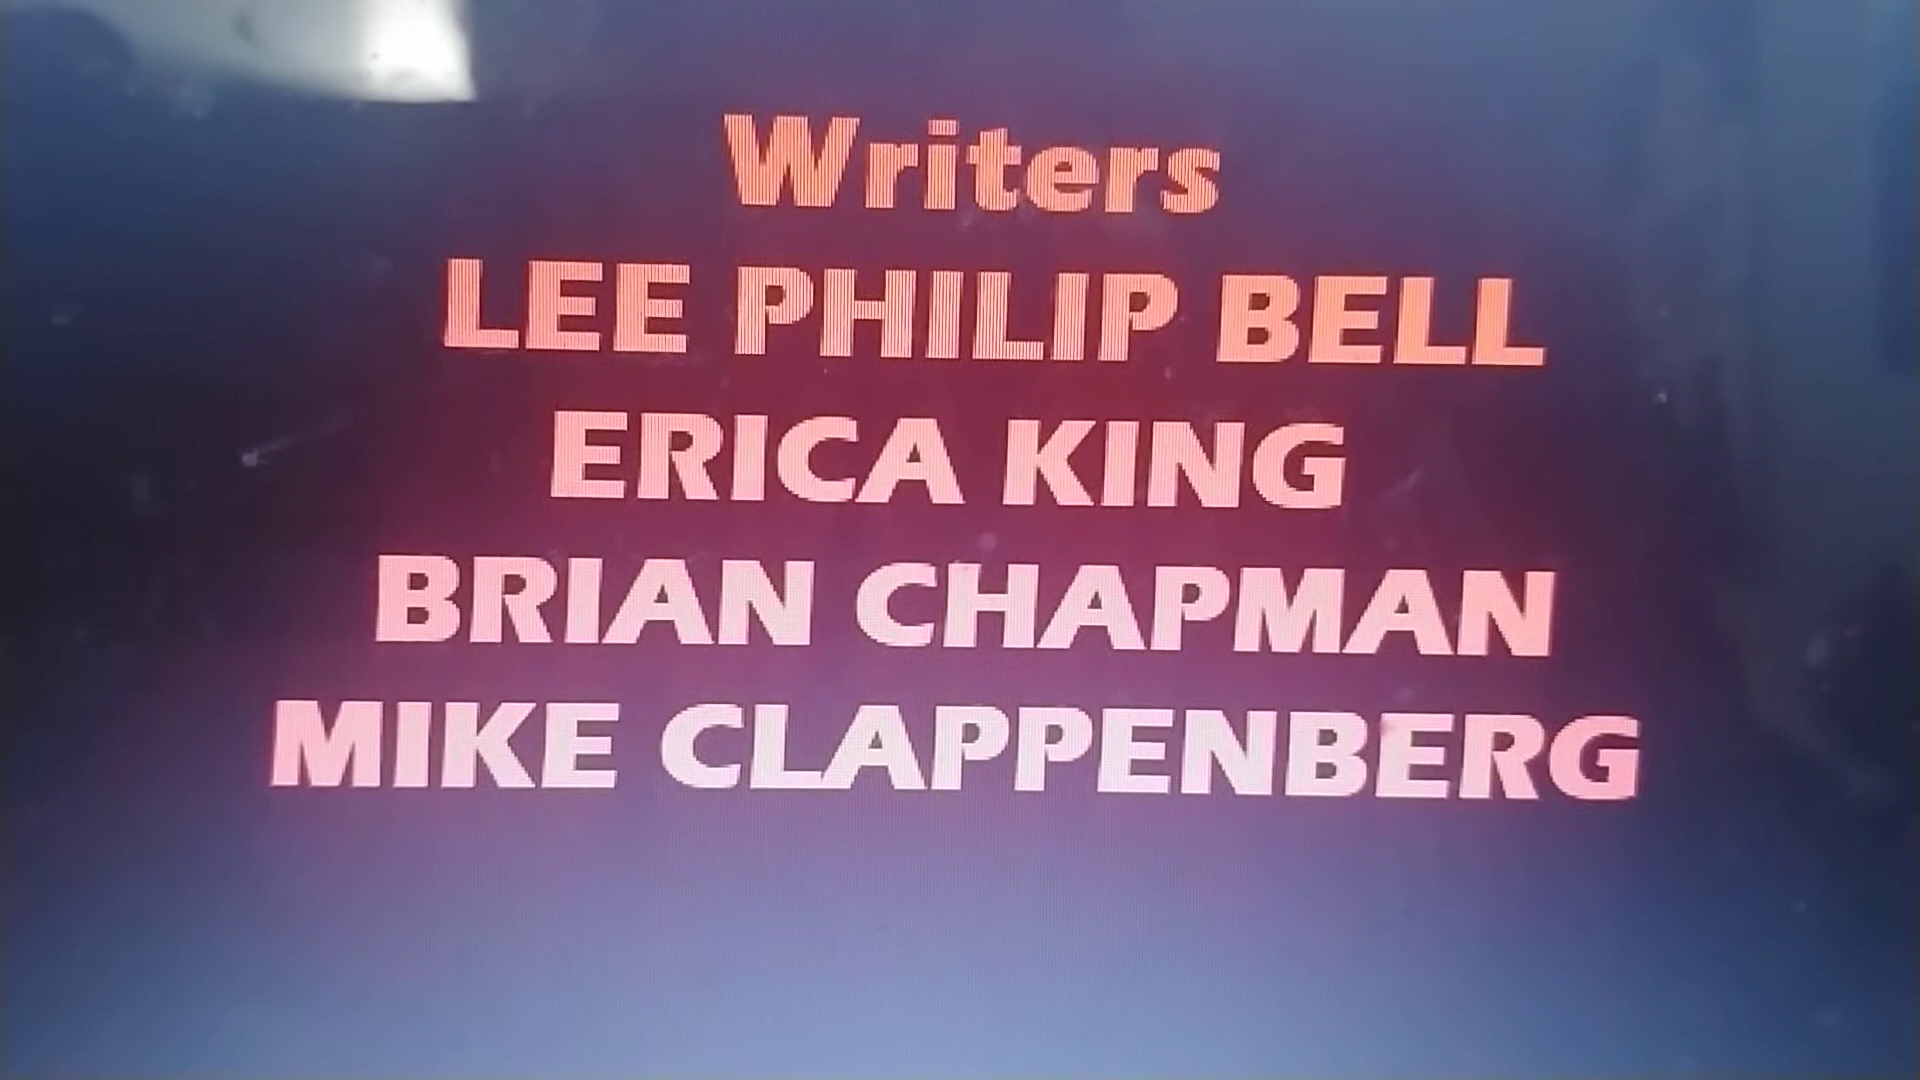 Writers
LEE PHILIP BELL
ERICA KING
BRIAN CHAPMAN
MIKE CLAPPENBERG